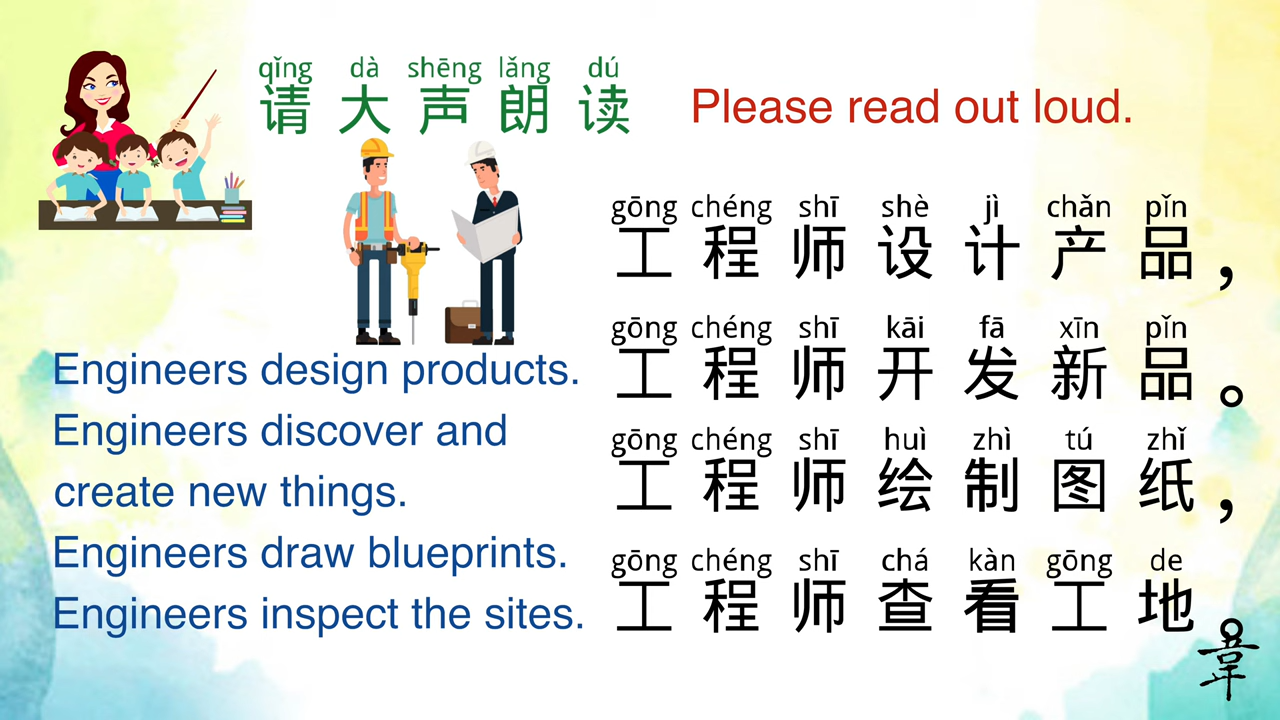 qǐng dà shēng lǎng dú
请大声朗读
Please read out loud.
gōng chéng shī shè jì chǎn pǐn
工程师设计产品，
gōng chéng shī kāi fā xīn pǐn
工程师开发新品。
gōng chéng shī huì zhì tú zhǐ
工程师绘制图纸，
gōng chéng shī chá kàn gōng de
工程师查看工地。
Engineers design products.
Engineers discover and
create new things.
Engineers draw blueprints.
Engineers inspect the sites.